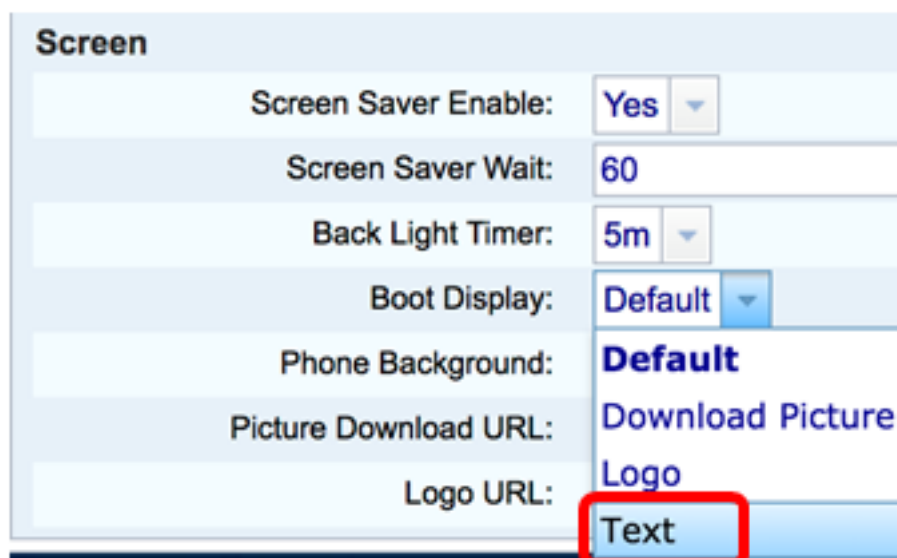 Screen
Screen Saver Enable: Yes
Screen Saver Wait: 60
Back Light Timer: 5m
Boot Display: Default
Phone Background: Default
Picture Download URL: Download Picture
Logo URL: Logo
Text